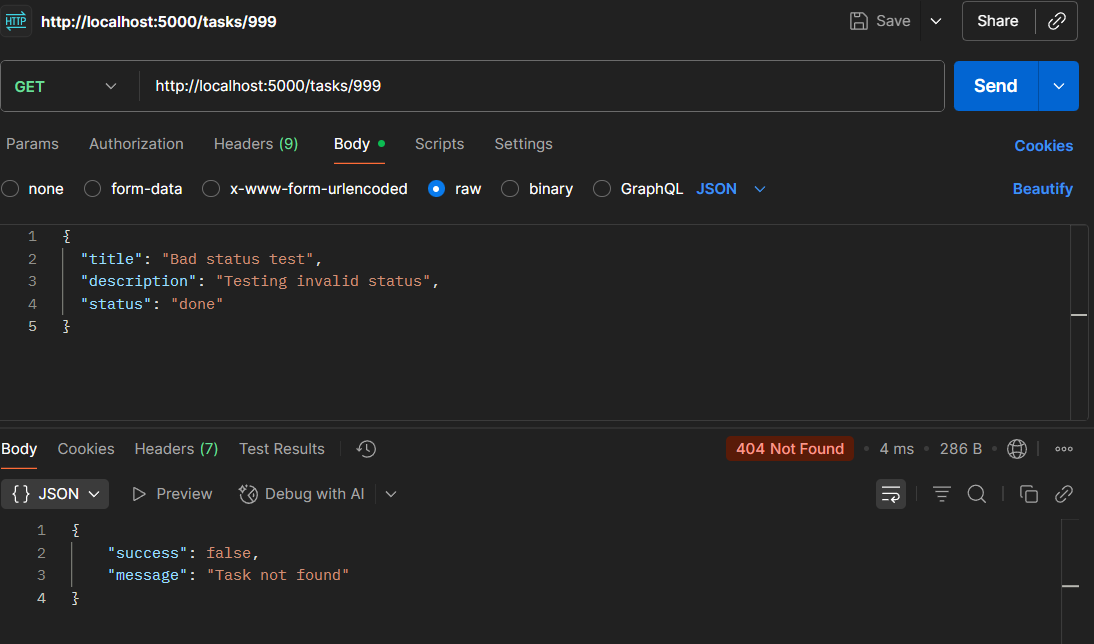 HTTP http://localhost:5000/tasks/999 Save Share
GET http://localhost:5000/tasks/999 Send
Params Authorization Headers (9) Body Scripts Settings Cookies
none form-data x-www-form-urlencoded raw binary GraphQL JSON Beautify
1 {
2 "title": "Bad status test",
3 "description": "Testing invalid status",
4 "status": "done"
5 }
Body Cookies Headers (7) Test Results 404 Not Found 4 ms 286 B
{} JSON Preview Debug with AI
1 {
2 "success": false,
3 "message": "Task not found"
4 }